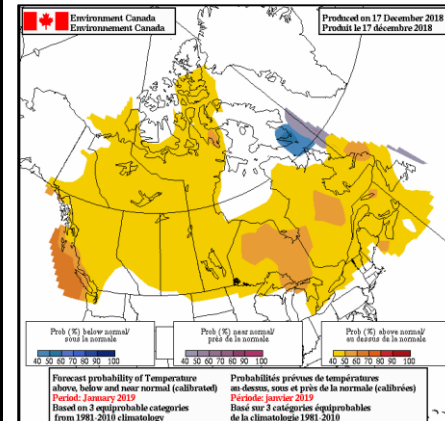 Environment Canada
Environnement Canada
Produced on 17 December 2018
Produit le 17 décembre 2018
Prob (%) below normal/
sous la normale
40 50 60 70 80 90 100
Prob (%) near normal/
près de la normale
40 50 60 70 80 90 100
Prob (%) above normal/
au dessus de la normale
40 50 60 70 80 90 100
Forecast probability of Temperature
above, below and near normal (calibrated)
Period: January 2019
Based on 3 equiprobable categories
from 1981-2010 climatology
Probabilités prévues de températures
au-dessus, sous et près de la normale (calibrées)
Période: janvier 2019
Basé sur 3 catégories équiprobables
de la climatologie 1981-2010